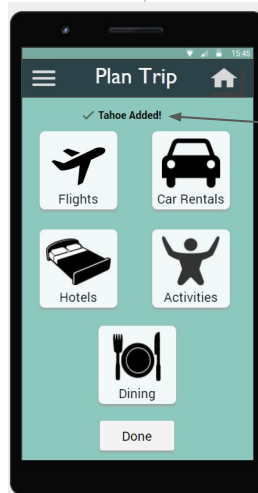 15:45
Plan Trip
✓ Tahoe Added!
Flights
Car Rentals
Hotels
Activities
Dining
Done